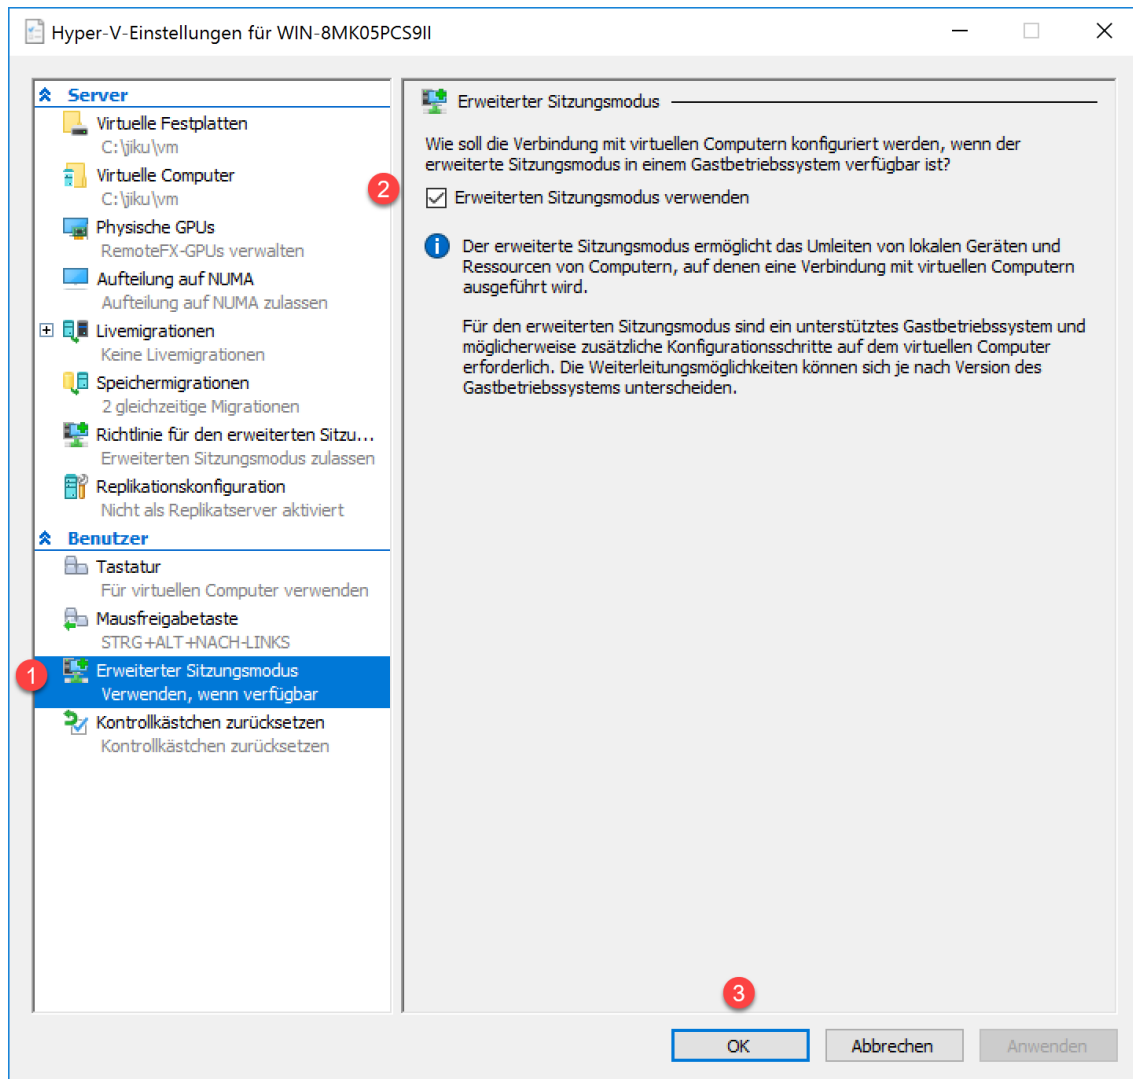 Hyper-V-Einstellungen für WIN-8MK05PCS9II
Server
Virtuelle Festplatten
C:\jiku\vm
Virtuelle Computer
C:\jiku\vm
Physische GPUs
RemoteFX-GPUs verwalten
Aufteilung auf NUMA
Aufteilung auf NUMA zulassen
Livemigrationen
Keine Livemigrationen
Speichermigrationen
2 gleichzeitige Migrationen
Richtlinie für den erweiterten Sitzu...
Erweiterten Sitzungsmodus zulassen
Replikationskonfiguration
Nicht als Replikatserver aktiviert
Benutzer
Tastatur
Für virtuellen Computer verwenden
Mausfreigabetaste
STRG+ALT+NACH-LINKS
1
Erweiterter Sitzungsmodus
Verwenden, wenn verfügbar
Kontrollkästchen zurücksetzen
Kontrollkästchen zurücksetzen
Erweiterter Sitzungsmodus
Wie soll die Verbindung mit virtuellen Computern konfiguriert werden, wenn der
erweiterte Sitzungsmodus in einem Gastbetriebssystem verfügbar ist?
2
Erweiterten Sitzungsmodus verwenden
Der erweiterte Sitzungsmodus ermöglicht das Umleiten von lokalen Geräten und
Ressourcen von Computern, auf denen eine Verbindung mit virtuellen Computern
ausgeführt wird.
Für den erweiterten Sitzungsmodus sind ein unterstütztes Gastbetriebssystem und
möglicherweise zusätzliche Konfigurationsschritte auf dem virtuellen Computer
erforderlich. Die Weiterleitungsmöglichkeiten können sich je nach Version des
Gastbetriebssystems unterscheiden.
3
OK
Abbrechen
Anwenden